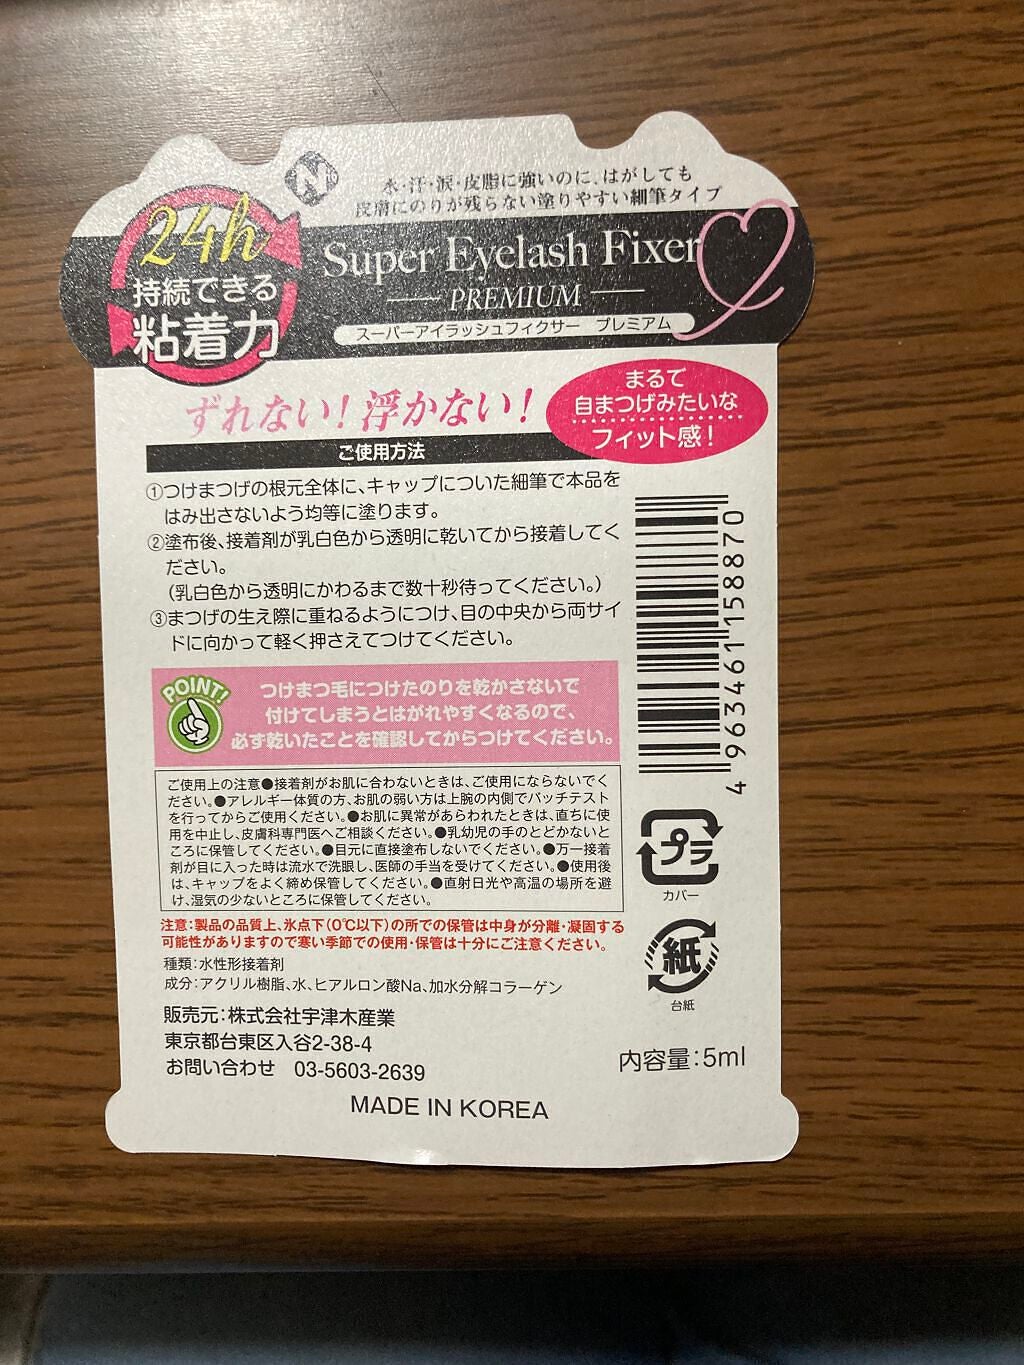 N
水・汗・涙・皮脂に強いのに、はがしても
皮膚にのりが残らない塗りやすい細筆タイプ
24h
持続できる
粘着力
Super Eyelash Fixer
PREMIUM
スーパーアイラッシュフィクサー プレミアム
ずれない!浮かない!
まるで
自まつげみたいな
フィット感!
ご使用方法
①つけまつげの根元全体に、キャップについた細筆で本品を
はみ出さないよう均等に塗ります。
②塗布後、接着剤が乳白色から透明に乾いてから接着してく
ださい。
(乳白色から透明にかわるまで数十秒待ってください。)
③まつげの生え際に重ねるようにつけ、目の中央から両サイ
ドに向かって軽く押さえてつけてください。
POINT!
つけまつ毛につけたのりを乾かさないで
付けてしまうとはがれやすくなるので、
必ず乾いたことを確認してからつけてください。
ご使用上の注意●接着剤がお肌に合わないときは、ご使用にならないでく
ださい。●アレルギー体質の方、お肌の弱い方は上腕の内側でパッチテスト
を行ってからご使用ください。●お肌に異常があらわれたときは、直ちに使
用を中止し、皮膚科専門医へご相談ください。●乳幼児の手のとどかないと
ころに保管してください。●目元に直接塗布しないでください。●万一接着
剤が目に入った時は流水で洗眼し、医師の手当を受けてください。●使用後
は、キャップをよく締め保管してください。●直射日光や高温の場所を避
け、湿気の少ないところに保管してください。
注意:製品の品質上、氷点下(0℃以下)の所での保管は中身が分離・凝固する
可能性がありますので寒い季節での使用・保管は十分にご注意ください。
種類:水性形接着剤
成分:アクリル樹脂、水、ヒアルロン酸Na、加水分解コラーゲン
販売元:株式会社宇津木産業
東京都台東区入谷2-38-4
お問い合わせ 03-5603-2639
MADE IN KOREA
4 963461 158870
プラ
カバー
紙
台紙
内容量:5ml